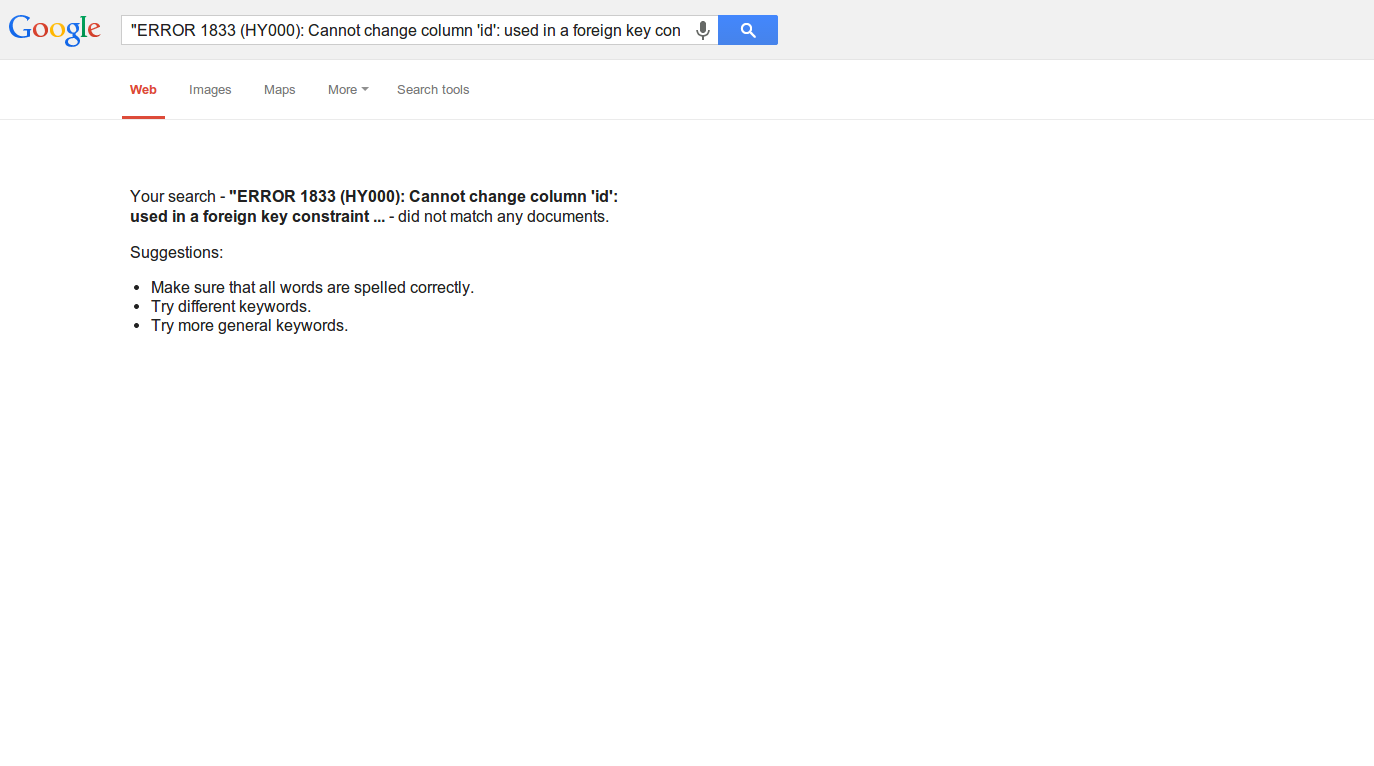 Google
"ERROR 1833 (HY000): Cannot change column 'id': used in a foreign key con
Web Images Maps More Search tools
Your search - "ERROR 1833 (HY000): Cannot change column 'id':
used in a foreign key constraint ... - did not match any documents.
Suggestions:
• Make sure that all words are spelled correctly.
• Try different keywords.
• Try more general keywords.